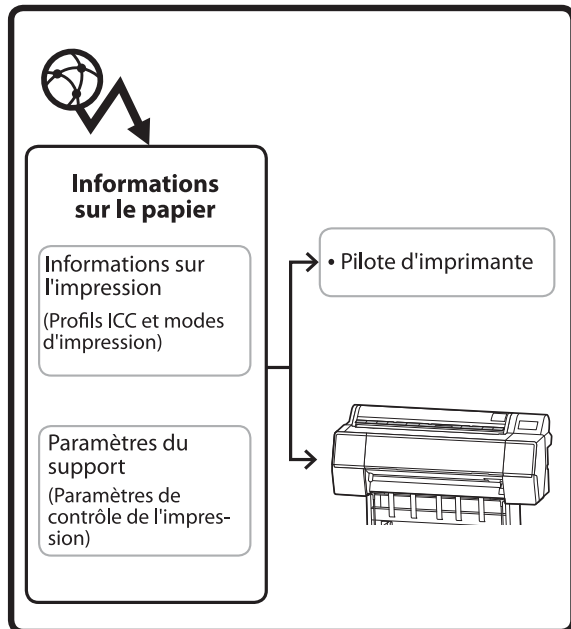 Informations
sur le papier
Informations sur
l'impression
(Profils ICC et modes
d'impression)
• Pilote d'imprimante
Paramètres du
support
(Paramètres de
contrôle de l'impres-
sion)